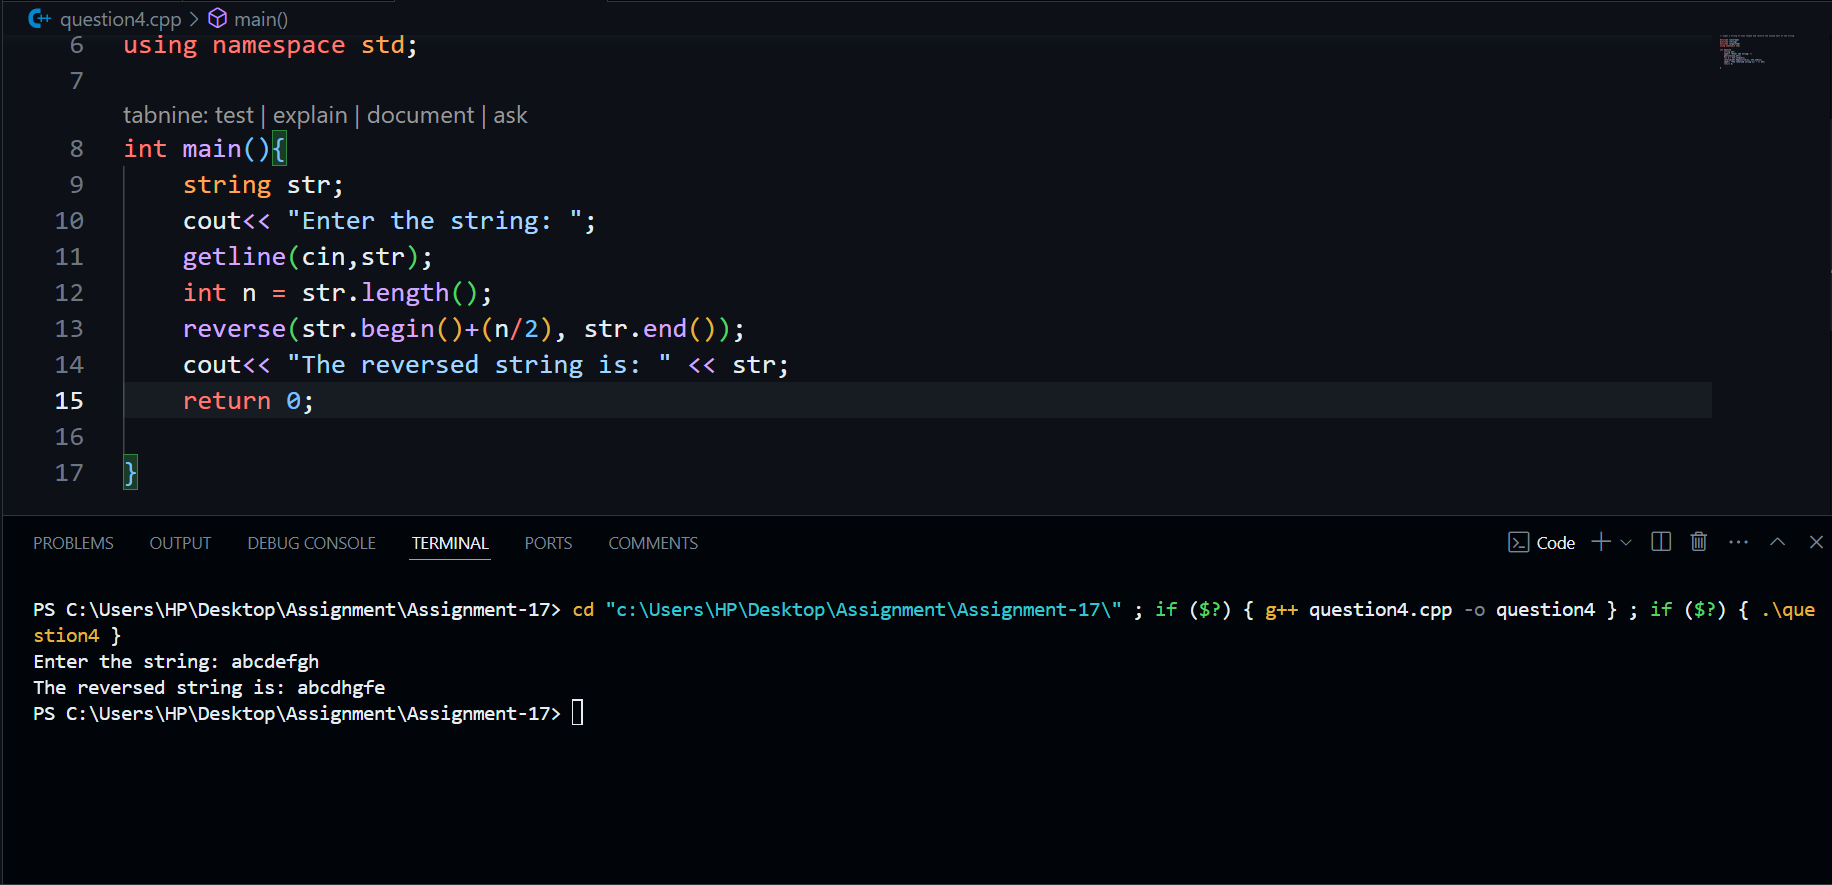 question4.cpp > main()
6 using namespace std;
7
tabnine: test | explain | document | ask
8 int main(){
9     string str;
10     cout<< "Enter the string: ";
11     getline(cin,str);
12     int n = str.length();
13     reverse(str.begin()+(n/2), str.end());
14     cout<< "The reversed string is: " << str;
15     return 0;
16
17 }
PROBLEMS OUTPUT DEBUG CONSOLE TERMINAL PORTS COMMENTS Code
PS C:\Users\HP\Desktop\Assignment\Assignment-17> cd "c:\Users\HP\Desktop\Assignment\Assignment-17\" ; if ($?) { g++ question4.cpp -o question4 } ; if ($?) { .\que
stion4 }
Enter the string: abcdefgh
The reversed string is: abcdhgfe
PS C:\Users\HP\Desktop\Assignment\Assignment-17>